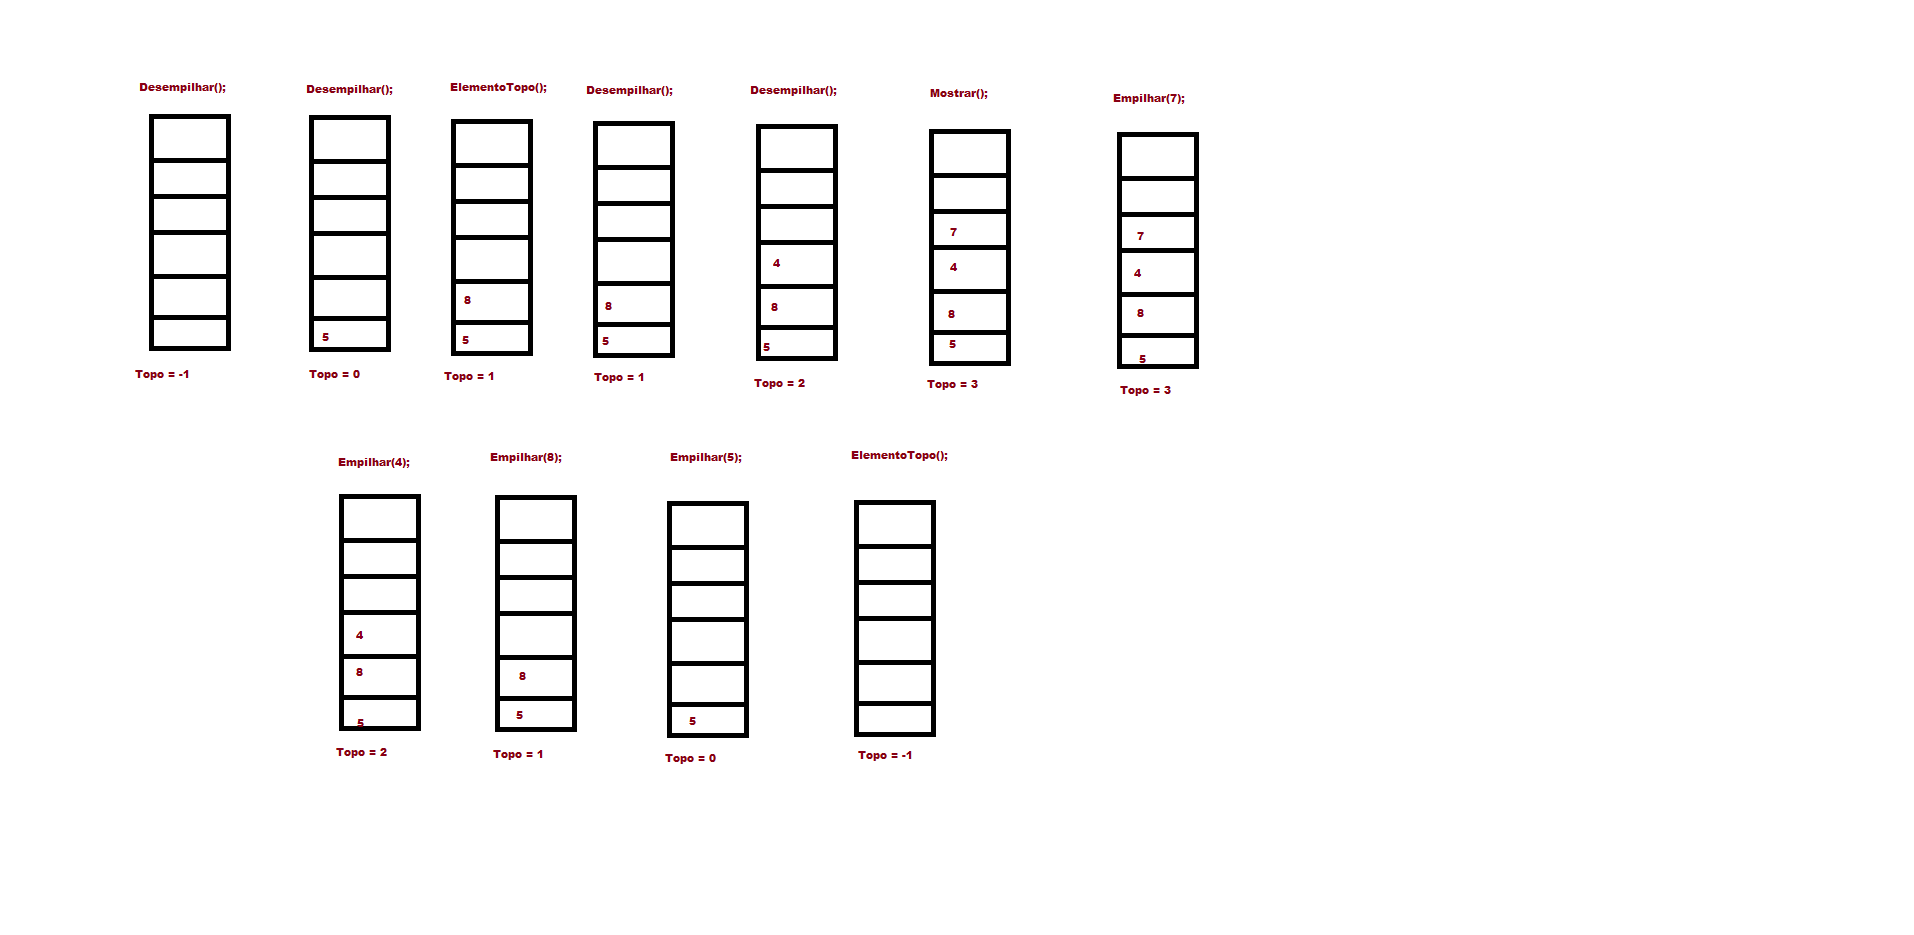 Desempilhar();
Desempilhar();
5
Topo = -1
Topo = 0
ElementoTopo();
8
5
Topo = 1
Desempilhar();
8
5
Topo = 1
Desempilhar();
4
8
5
Topo = 2
Mostrar();
7
4
8
5
Topo = 3
Empilhar(7);
7
4
8
5
Topo = 3
Empilhar(4);
4
8
5
Topo = 2
Empilhar(8);
8
5
Topo = 1
Empilhar(5);
5
Topo = 0
ElementoTopo();
Topo = -1